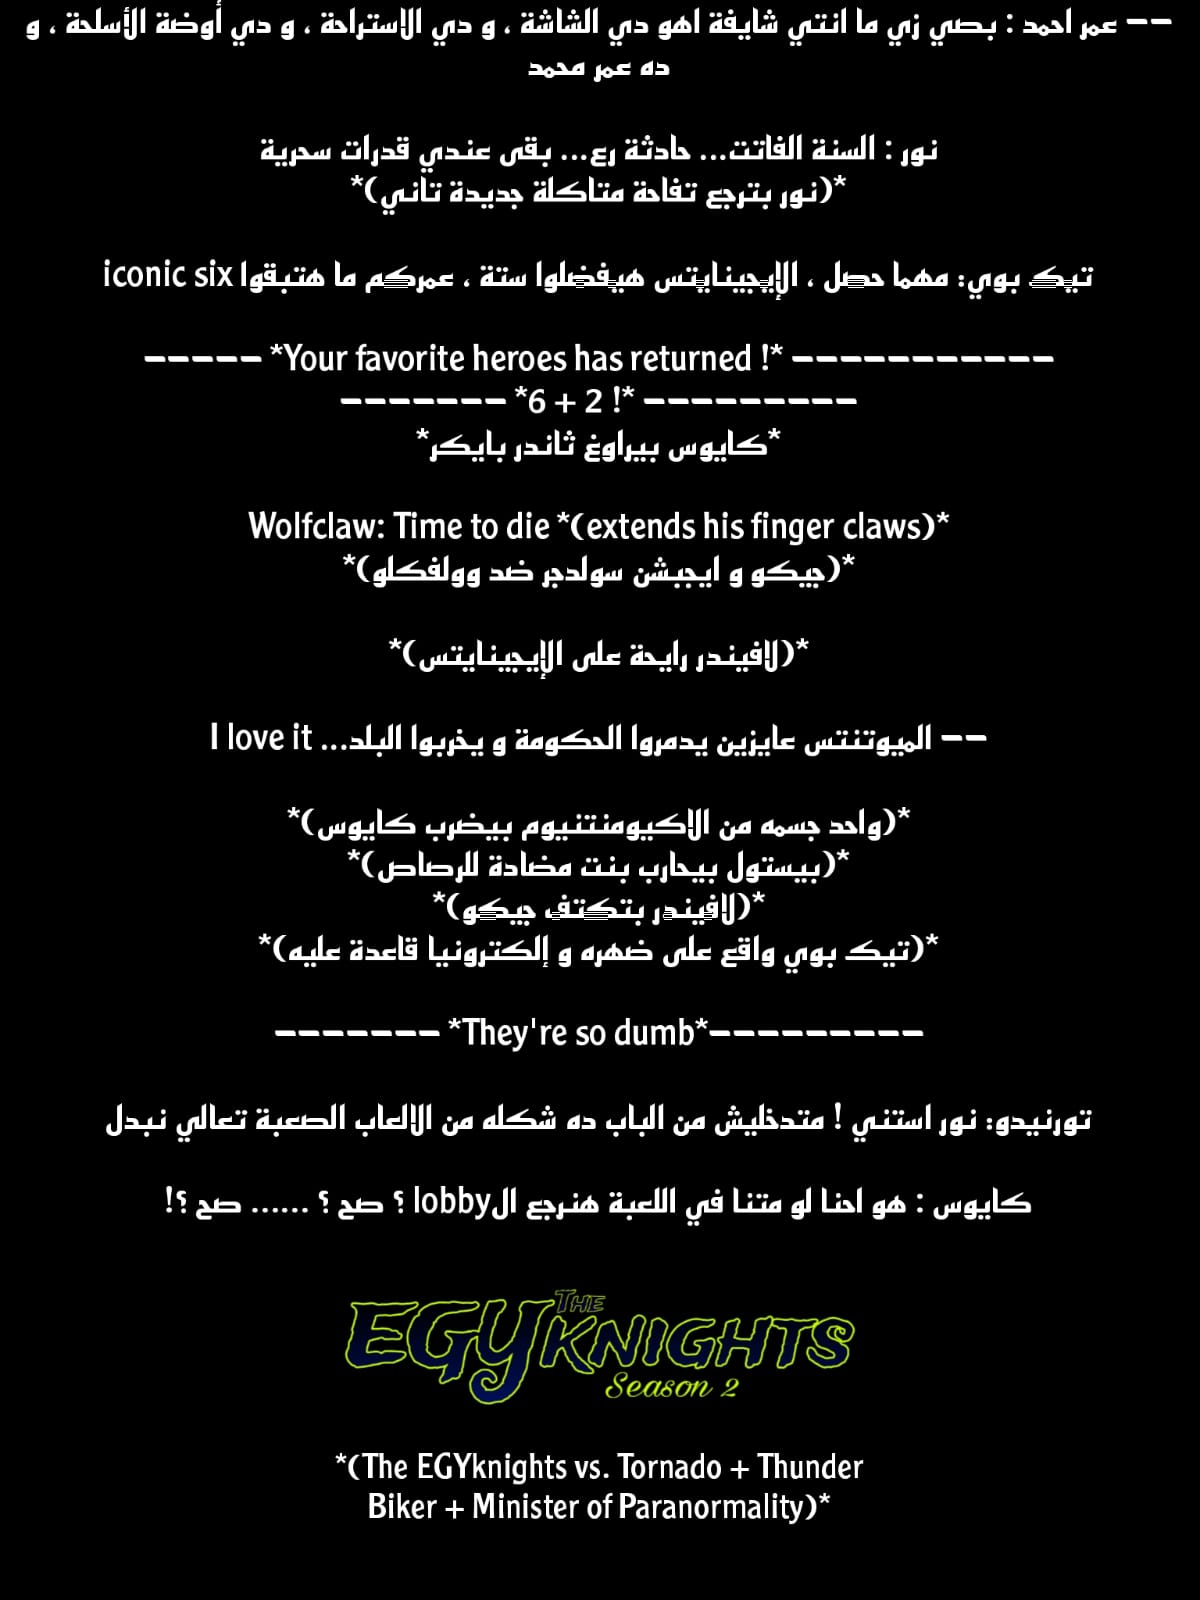 -- عمر احمد : بصي زي ما انتي شايفة اهو دي الشاشة ، و دي الاستراحة ، و دي أوضة الأسلحة ، و
ده عمر محمد
نور : السنة الفاتت... حادثة رع... بقى عندي قدرات سحرية
*(نور بترجع تفاحة متاكلة جديدة تاني)*
تيك بوي: مهما حصل ، الإيجينايتس هيفضلوا ستة ، عمركم ما هتبقوا iconic six
----- *Your favorite heroes has returned !* -----------
------- *6 + 2 !* ---------
*كايوس بيراوغ ثاندر بايكر*
Wolfclaw: Time to die *(extends his finger claws)*
*(جيكو و ايجبشن سولدجر ضد وولفكلو)*
*(لافيندر رايحة على الإيجينايتس)*
-- الميوتنتس عايزين يدمروا الحكومة و يخربوا البلد... I love it
*(واحد جسمه من الاكيومنتنيوم بيضرب كايوس)*
*(بيستول بيحارب بنت مضادة للرصاص)*
*(لافيندر بتكتف جيكو)*
*(تيك بوي واقع على ضهره و إلكترونيا قاعدة عليه)*
------- *They're so dumb*---------
تورنيدو: نور استني ! متدخليش من الباب ده شكله من الالعاب الصعبة تعالي نبدل
كايوس : هو احنا لو متنا في اللعبة هنرجع الlobby ؟ صح ؟ ...... صح ؟!
THE
EGYKNIGHTS
Season 2
*(The EGYknights vs. Tornado + Thunder
Biker + Minister of Paranormality)*